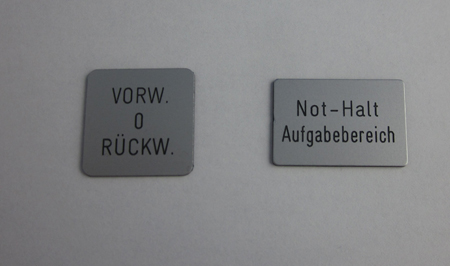 VORW.
0
RÜCKW.
Not-Halt
Aufgabebereich